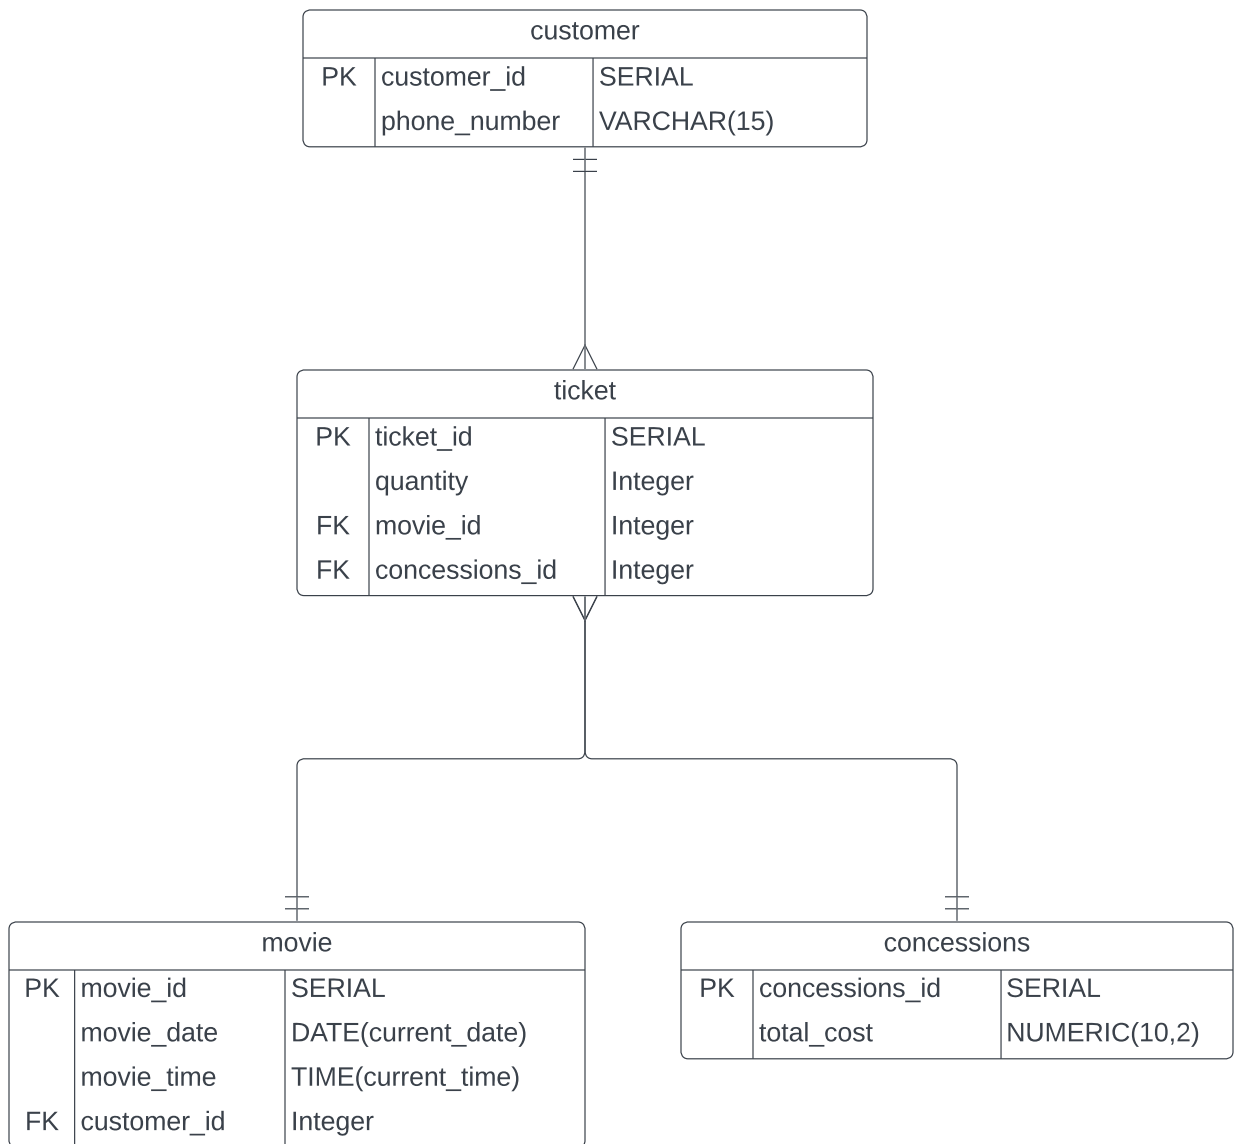 customer
PK customer_id SERIAL
phone_number VARCHAR(15)
ticket
PK ticket_id SERIAL
quantity Integer
FK movie_id Integer
FK concessions_id Integer
movie
PK movie_id SERIAL
movie_date DATE(current_date)
movie_time TIME(current_time)
FK customer_id Integer
concessions
PK concessions_id SERIAL
total_cost NUMERIC(10,2)